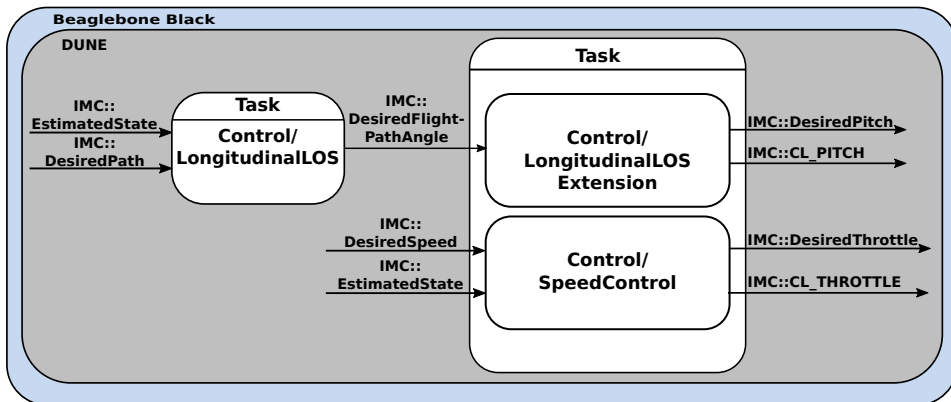 Beaglebone Black
DUNE
Task
IMC::
EstimatedState
IMC::
DesiredPath
Task
Control/
LongitudinalLOS
IMC::
DesiredFlight-
PathAngle
Control/
LongitudinalLOS
Extension
IMC::DesiredPitch
IMC::CL_PITCH
IMC::
DesiredSpeed
IMC::
EstimatedState
Control/
SpeedControl
IMC::DesiredThrottle
IMC::CL_THROTTLE